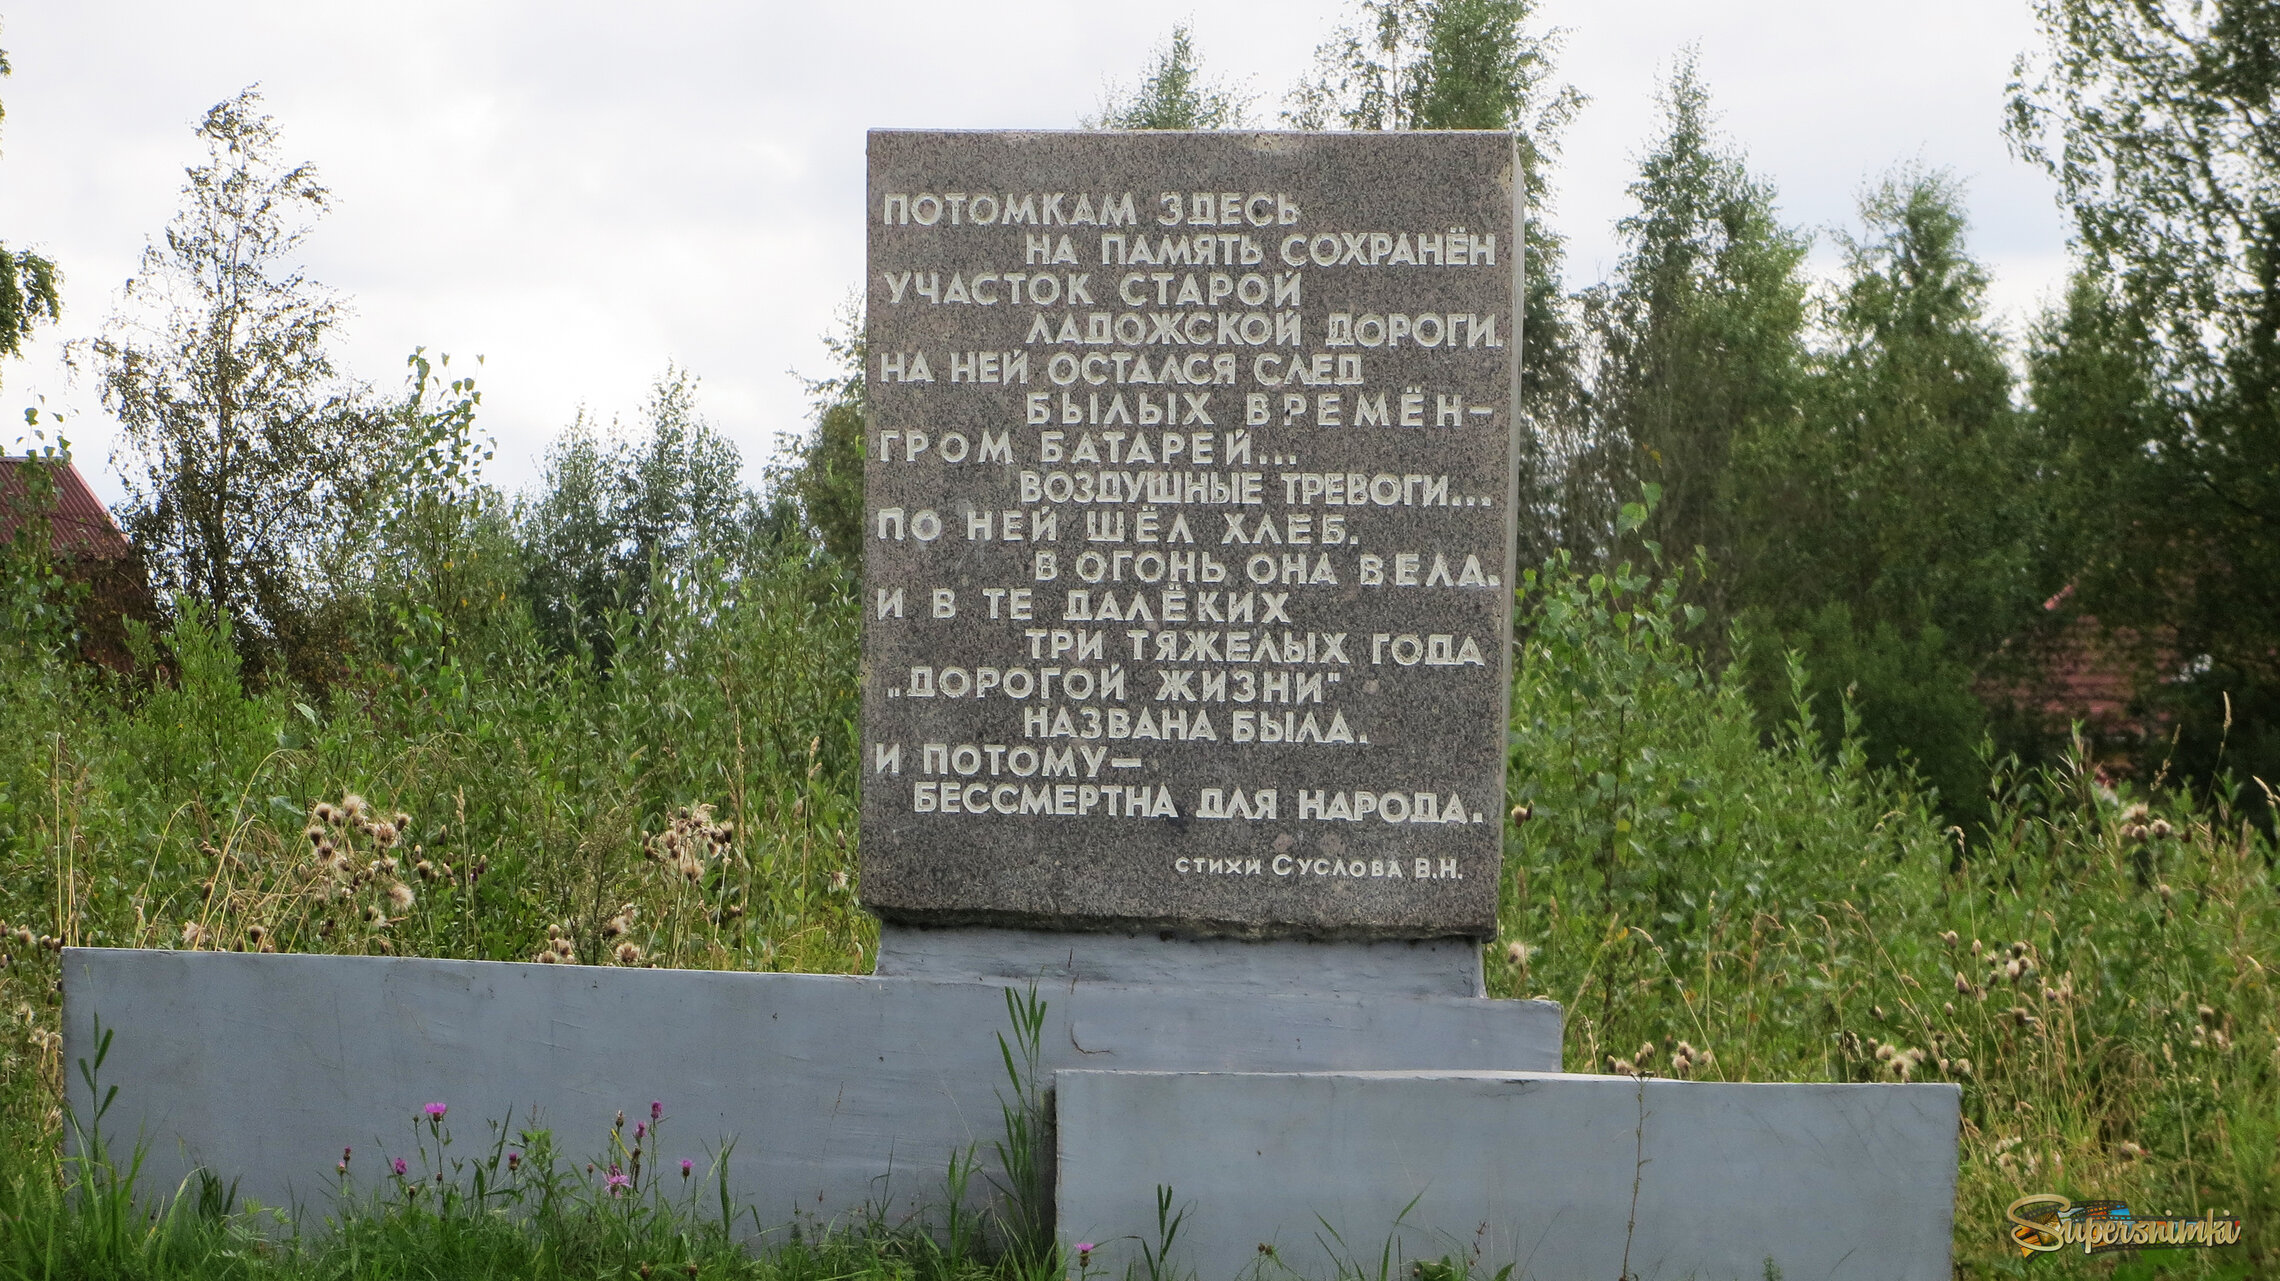 ПОТОМКАМ ЗДЕСЬ
НА ПАМЯТЬ СОХРАНЁН
УЧАСТОК СТАРОЙ
ЛАДОЖСКОЙ ДОРОГИ.
НА НЕЙ ОСТАЛСЯ СЛЕД
БЫЛЫХ ВРЕМЁН-
ГРОМ БАТАРЕЙ...
ВОЗДУШНЫЕ ТРЕВОГИ...
ПО НЕЙ ШЁЛ ХЛЕБ.
В ОГОНЬ ОНА ВЕЛА.
И В ТЕ ДАЛЁКИХ
ТРИ ТЯЖЕЛЫХ ГОДА
„ДОРОГОЙ ЖИЗНИ"
НАЗВАНА БЫЛА.
И ПОТОМУ—
БЕССМЕРТНА ДЛЯ НАРОДА.
СТИХИ СУСЛОВА В.Н.
Supersnimki